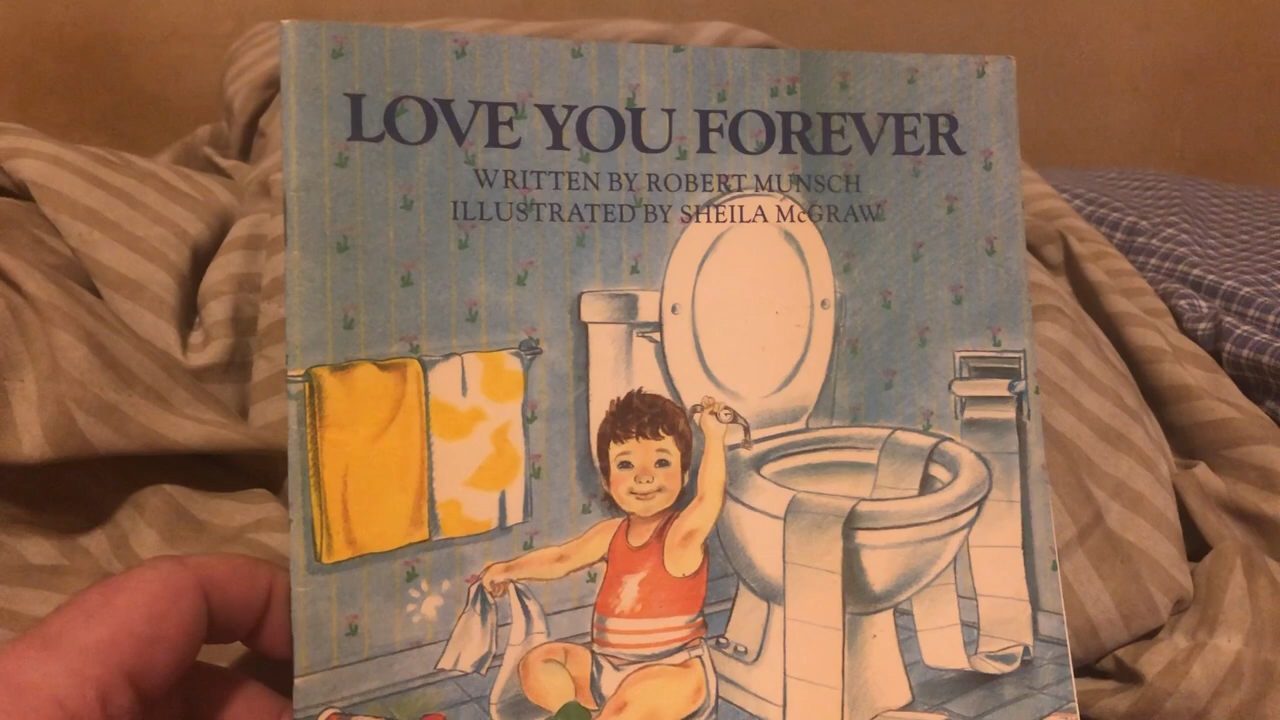 LOVE YOU FOREVER
WRITTEN BY ROBERT MUNSCH
ILLUSTRATED BY SHEILA McGRAW